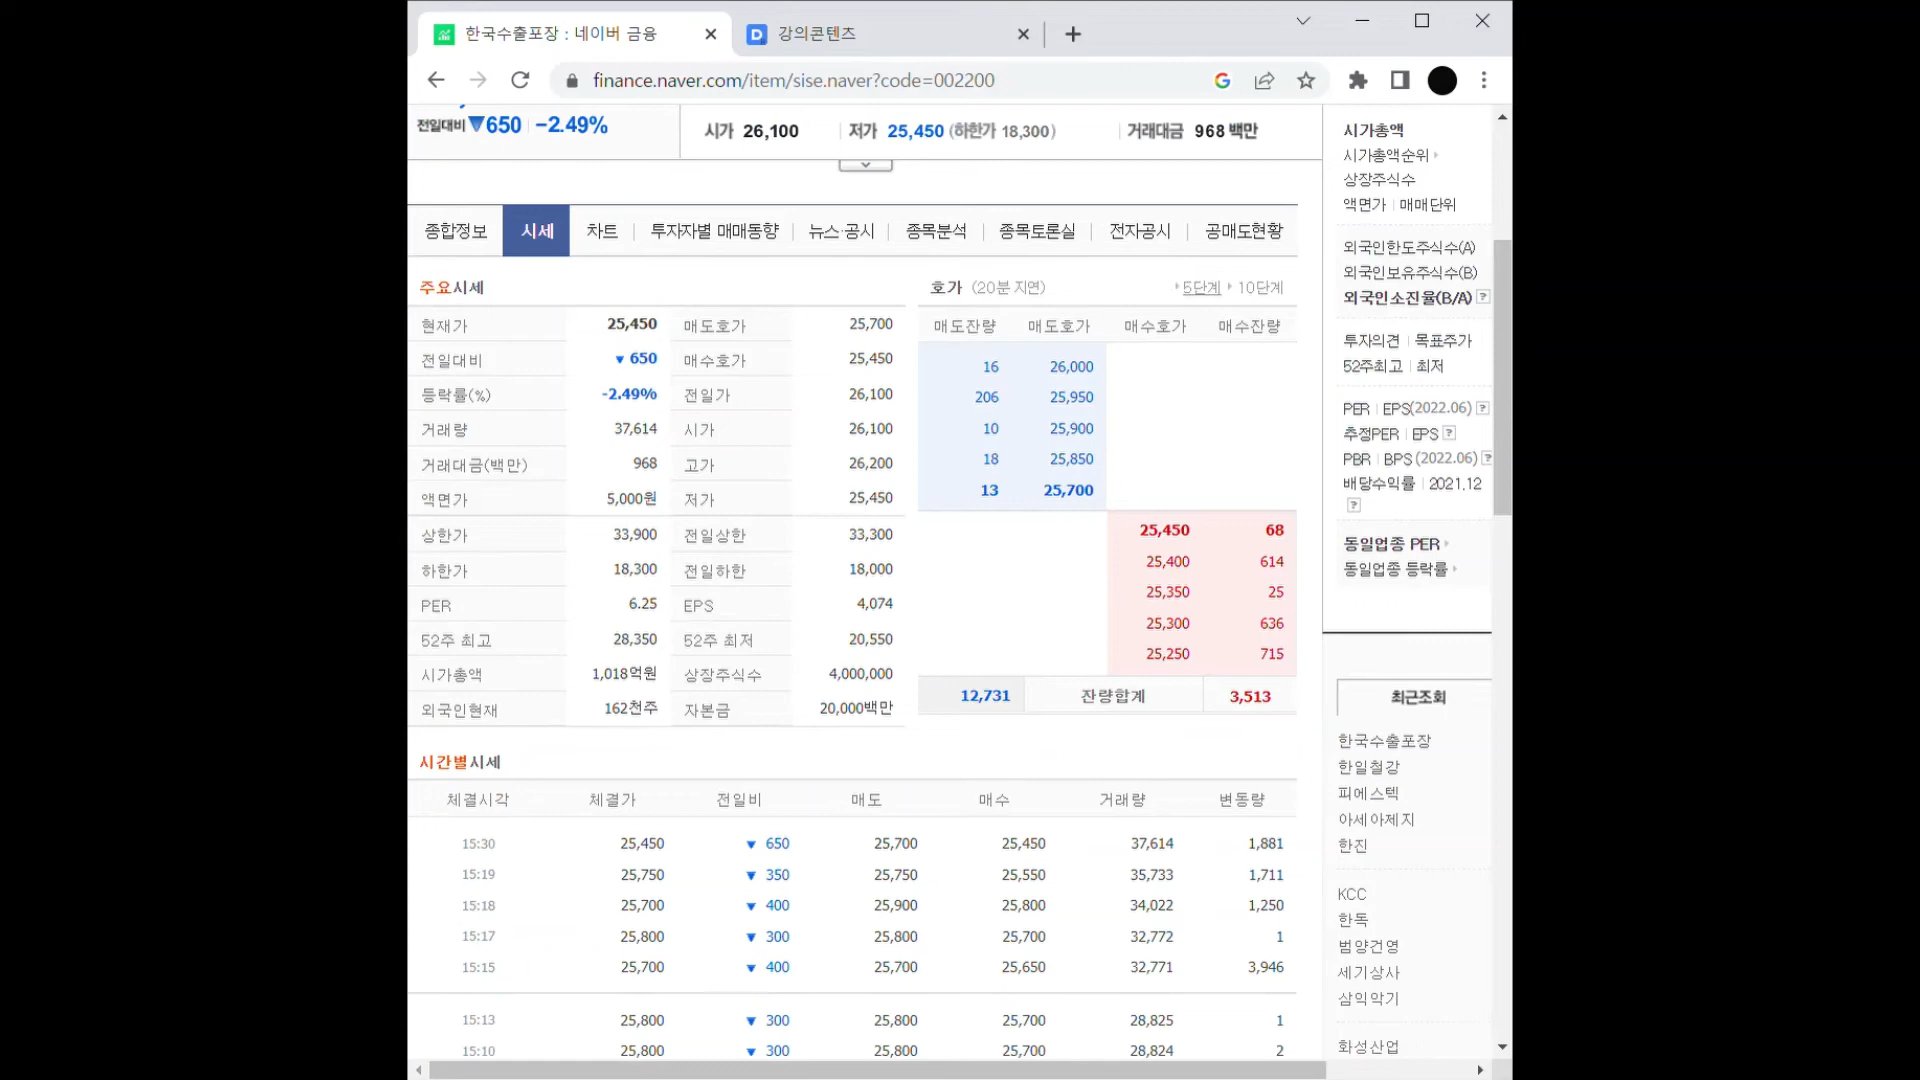 한국수출포장 : 네이버 금융
강의콘텐츠
finance.naver.com/item/sise.naver?code=002200
전일대비 ▼650 -2.49%
시가 26,100 저가 25,450 (하한가 18,300) 거래대금 968 백만
종합정보 시세 차트 투자자별 매매동향 뉴스·공시 종목분석 종목토론실 전자공시 공매도현황
주요시세
현재가 25,450 매도호가 25,700
전일대비 ▼ 650 매수호가 25,450
등락률(%) -2.49% 전일가 26,100
거래량 37,614 시가 26,100
거래대금(백만) 968 고가 26,200
액면가 5,000원 저가 25,450
상한가 33,900 전일상한 33,300
하한가 18,300 전일하한 18,000
PER 6.25 EPS 4,074
52주 최고 28,350 52주 최저 20,550
시가총액 1,018억원 상장주식수 4,000,000
외국인현재 162천주 자본금 20,000백만
호가 (20분 지연) 5단계 10단계
매도잔량 매도호가 매수호가 매수잔량
16 26,000
206 25,950
10 25,900
18 25,850
13 25,700
25,450 68
25,400 614
25,350 25
25,300 636
25,250 715
12,731 잔량합계 3,513
시간별시세
체결시각 체결가 전일비 매도 매수 거래량 변동량
15:30 25,450 ▼ 650 25,700 25,450 37,614 1,881
15:19 25,750 ▼ 350 25,750 25,550 35,733 1,711
15:18 25,700 ▼ 400 25,900 25,800 34,022 1,250
15:17 25,800 ▼ 300 25,800 25,700 32,772 1
15:15 25,700 ▼ 400 25,700 25,650 32,771 3,946
15:13 25,800 ▼ 300 25,800 25,700 28,825 1
15:10 25,800 ▼ 300 25,800 25,700 28,824 2
시가총액
시가총액순위
상장주식수
액면가 | 매매단위
외국인한도주식수(A)
외국인보유주식수(B)
외국인소진율(B/A) ?
투자의견 | 목표주가
52주최고 | 최저
PER | EPS(2022.06) ?
추정PER | EPS ?
PBR | BPS (2022.06) ?
배당수익률 | 2021.12
?
동일업종 PER
동일업종 등락률
최근조회
한국수출포장
한일철강
피에스텍
아세아제지
한진
KCC
한독
범양건영
세기상사
삼익악기
화성산업